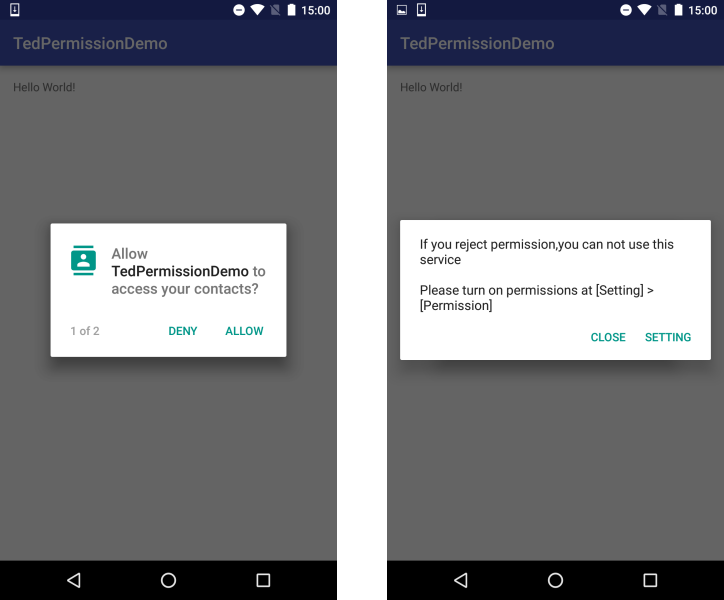 15:00
TedPermissionDemo
Hello World!
Allow
TedPermissionDemo to
access your contacts?
1 of 2 DENY ALLOW
15:00
TedPermissionDemo
Hello World!
If you reject permission,you can not use this
service
Please turn on permissions at [Setting] >
[Permission]
CLOSE SETTING